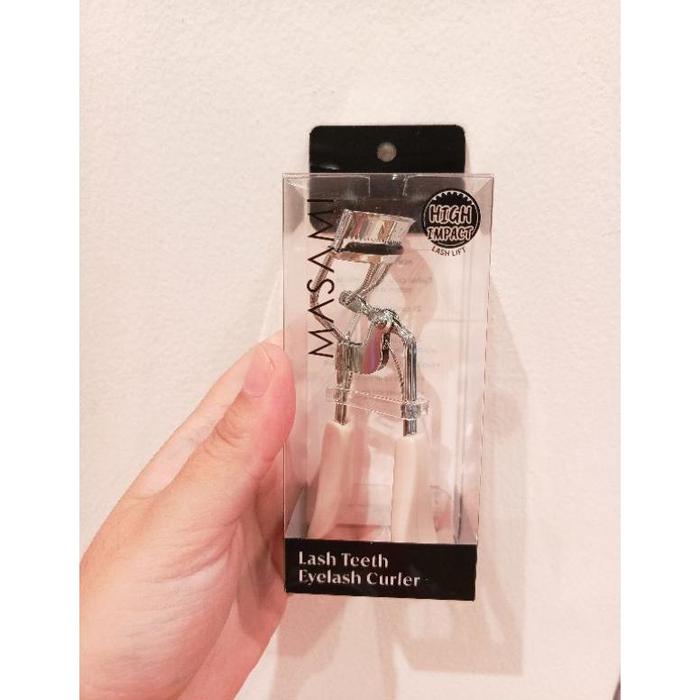 MASAMI
HIGH
IMPACT
LASH LIFT
Lash Teeth
Eyelash Curler